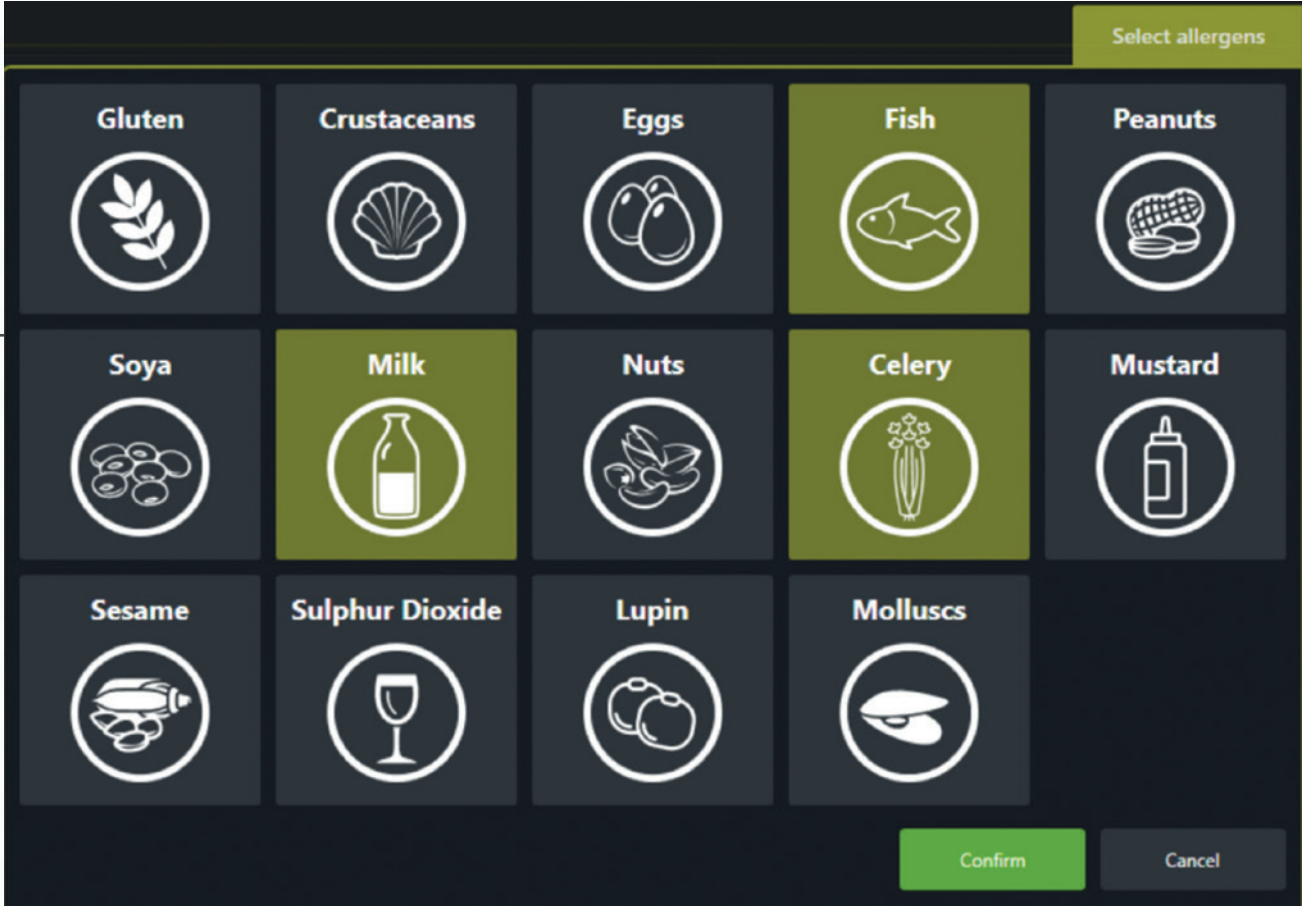 Select allergens
Gluten
Crustaceans
Eggs
Fish
Peanuts
Soya
Milk
Nuts
Celery
Mustard
Sesame
Sulphur Dioxide
Lupin
Molluscs
Confirm
Cancel